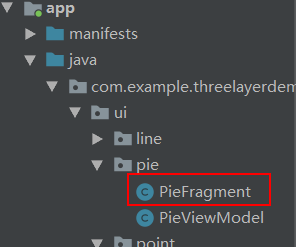 app
manifests
java
com.example.threelayerdem
ui
line
pie
PieFragment
PieViewModel
point